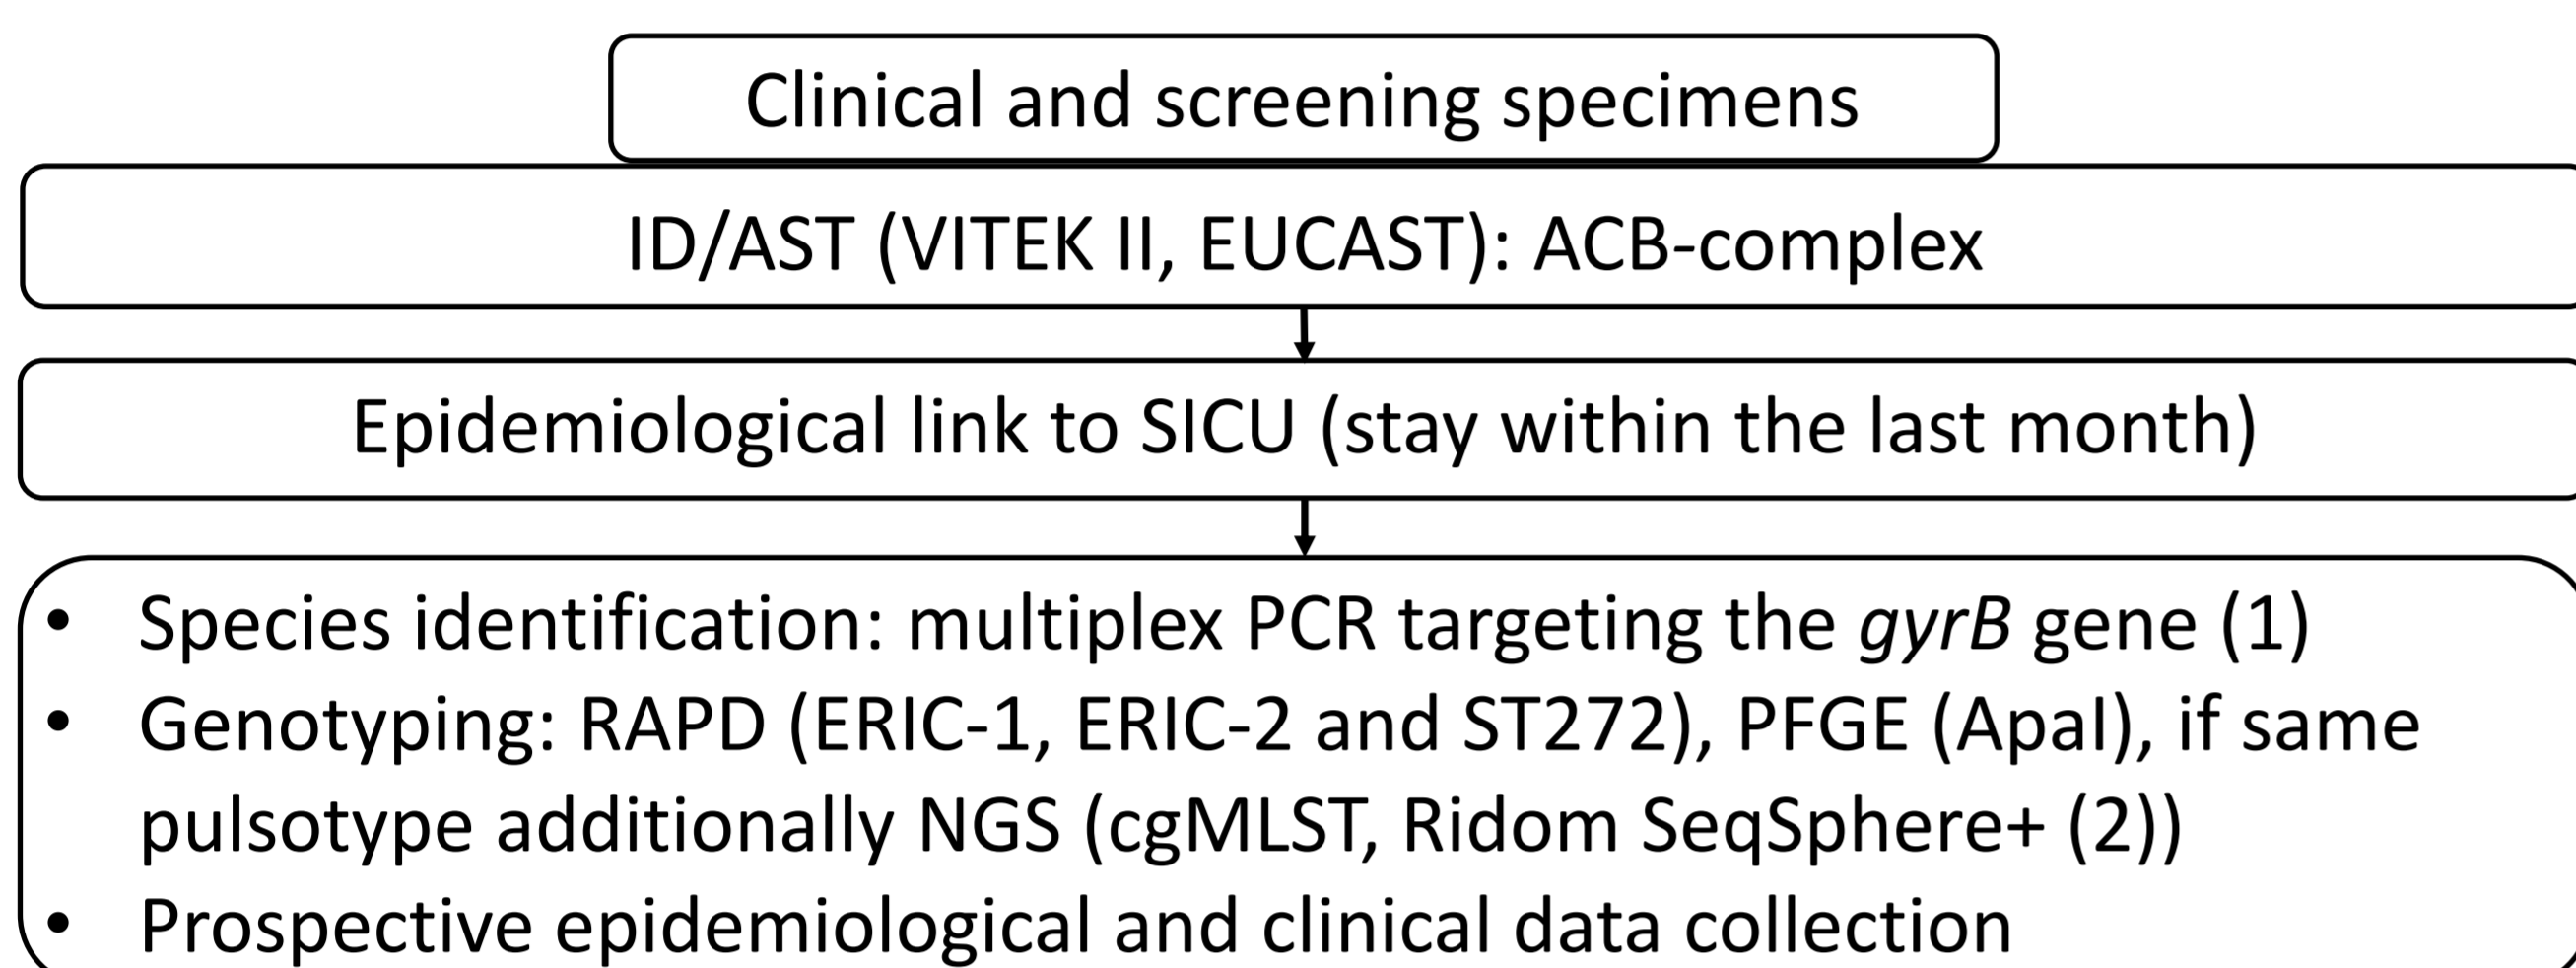 Clinical and screening specimens
ID/AST (VITEK II, EUCAST): ACB-complex
Epidemiological link to SICU (stay within the last month)
• Species identification: multiplex PCR targeting the gyrB gene (1)
• Genotyping: RAPD (ERIC-1, ERIC-2 and ST272), PFGE (ApaI), if same
pulsotype additionally NGS (cgMLST, Ridom SeqSphere+ (2))
• Prospective epidemiological and clinical data collection